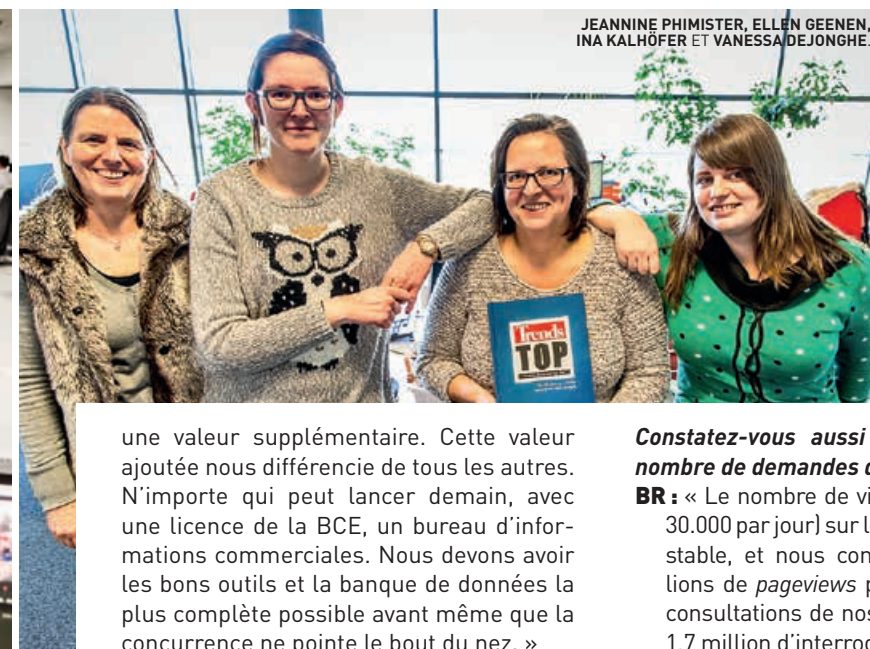 JEANNINE PHIMISTER, ELLEN GEENEN,
INA KALHÖFER ET VANESSA DEJONGHE.
Trends
TOP
une valeur supplémentaire. Cette valeur
ajoutée nous différencie de tous les autres.
N'importe qui peut lancer demain, avec
une licence de la BCE, un bureau d'infor-
mations commerciales. Nous devons avoir
les bons outils et la banque de données la
plus complète possible avant même que la
concurrence ne pointe le bout du nez. »
Constatez-vous aussi
nombre de demandes
BR : « Le nombre de
30.000 par jour) sur
stable, et nous
lions de pageviews
consultations de nos
1,7 million